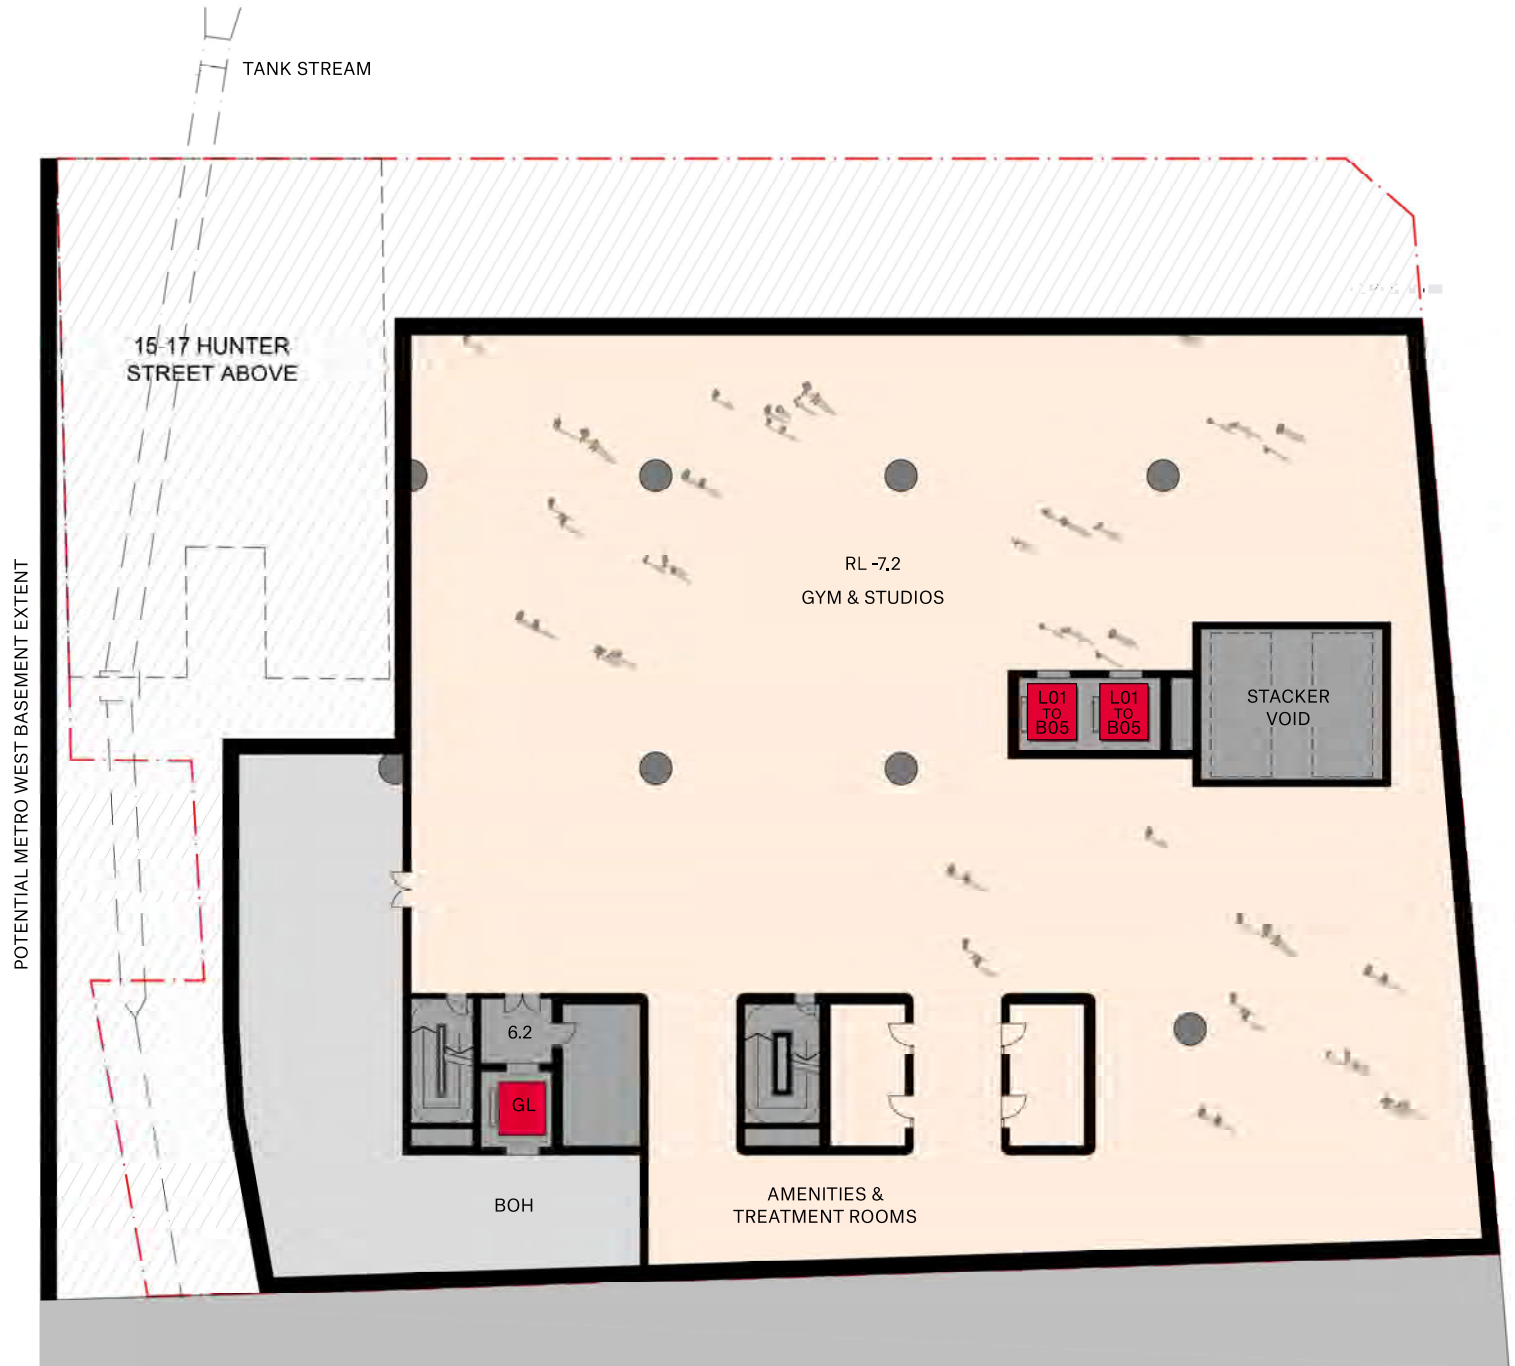 TANK STREAM
15-17 HUNTER
STREET ABOVE
POTENTIAL METRO WEST BASEMENT EXTENT
RL -7.2
GYM & STUDIOS
L01
TO
B05
L01
TO
B05
STACKER
VOID
6.2
GL
BOH
AMENITIES &
TREATMENT ROOMS